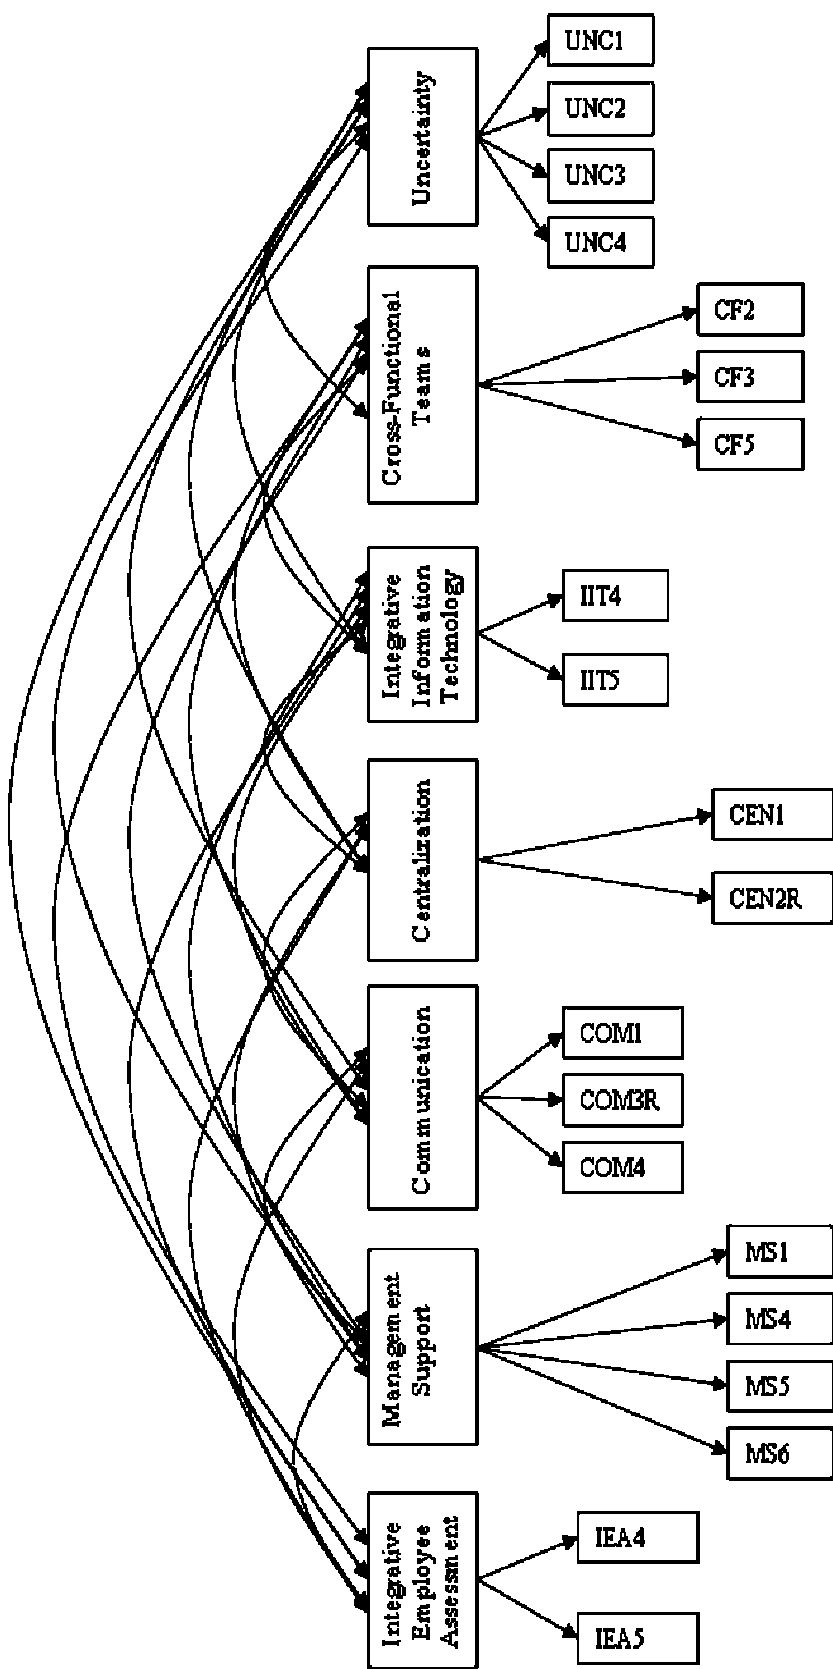 Uncertainty
UNC1
UNC2
UNC3
UNC4
Cross-Functional
Teams
CF2
CF3
CF5
Integrative
Information
Technology
IIT4
IIT5
Centralization
CEN1
CEN2R
Communication
COM1
COM3R
COM4
Management
Support
MS1
MS4
MS5
MS6
Integrative
Employee
Assessment
IEA4
IEA5